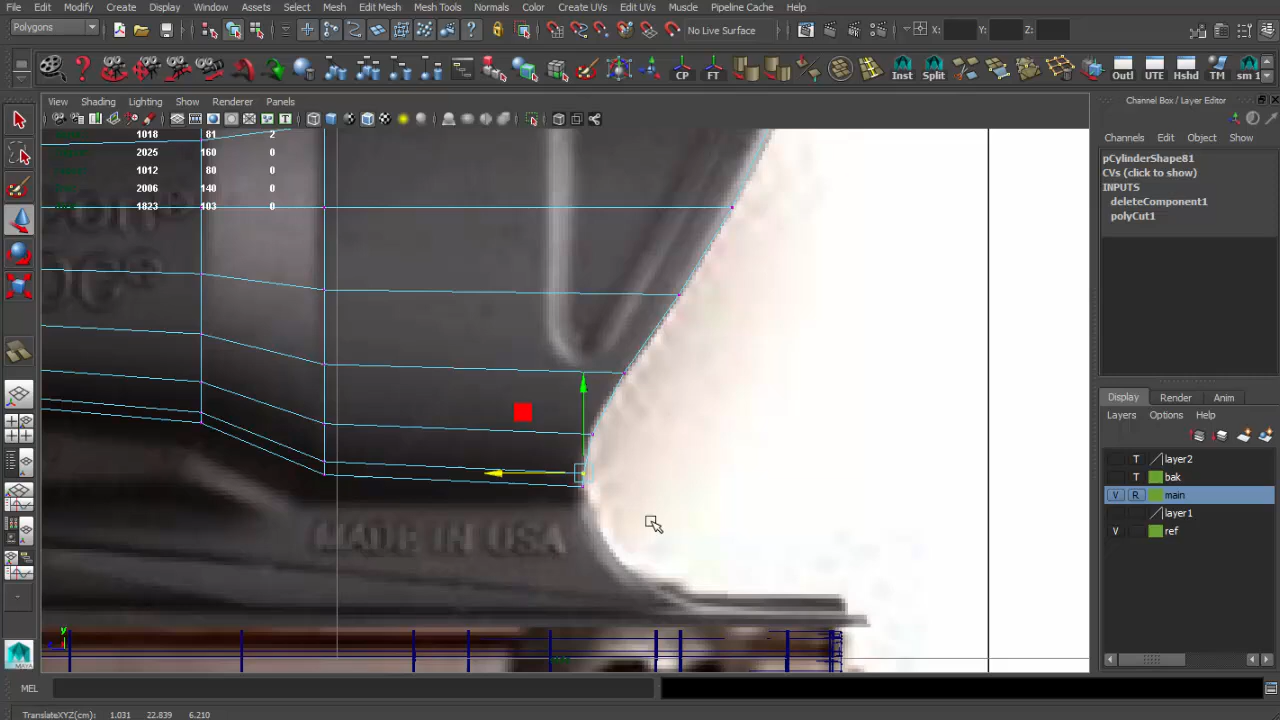 File Edit Modify Create Display Window Assets Select Mesh Edit Mesh Mesh Tools Normals Color Create UVs Edit UVs Muscle Pipeline Cache Help
Polygons No Live Surface X: Y: Z:
CP FT Inst Split Outl UTE Hshd TM sm 1
View Shading Lighting Show Renderer Panels
Channel Box / Layer Editor
Channels Edit Object Show
1018 81 2
2025 160 0
1012 80 0
2006 140 0
1823 103 0
pCylinderShape81
CVs (click to show)
INPUTS
deleteComponent1
polyCut1
MADE IN USA
Display Render Anim
Layers Options Help
T layer2
T bak
V R main
layer1
V ref
y
MAYA
MEL
TranslateXYZ(cm): 1.031 22.839 6.210